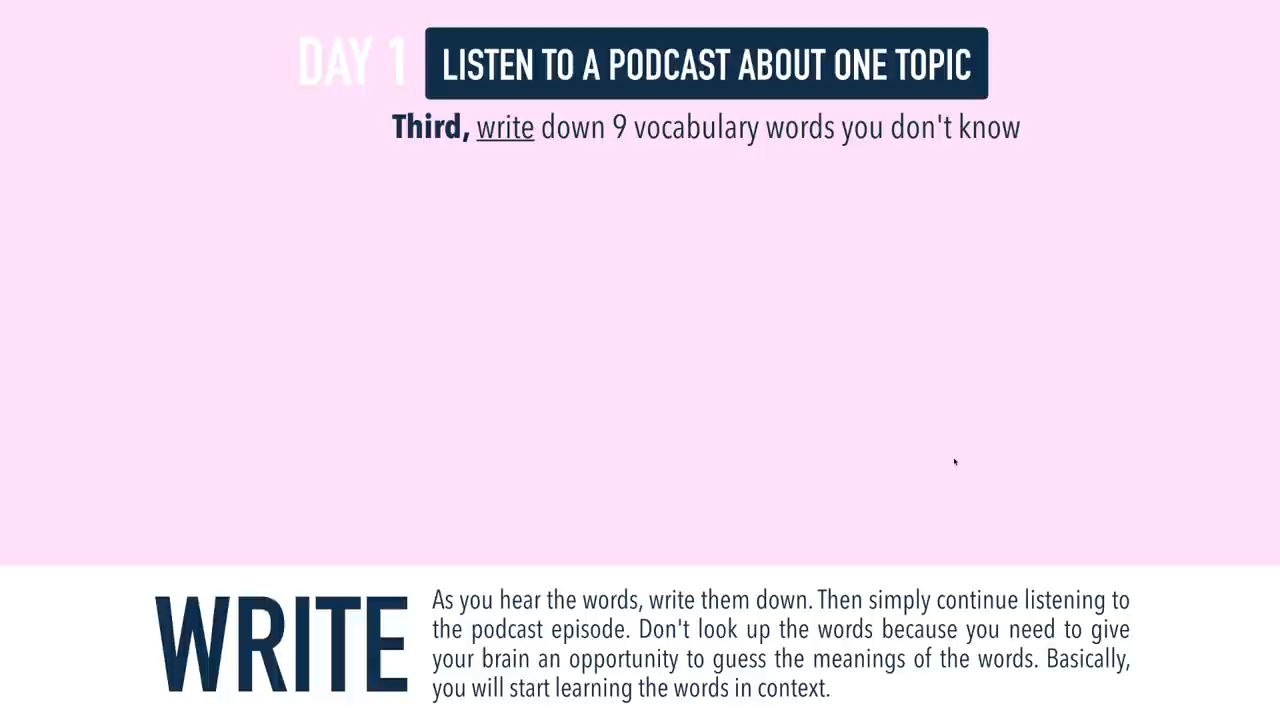 DAY 1 LISTEN TO A PODCAST ABOUT ONE TOPIC
Third, write down 9 vocabulary words you don't know
WRITE
As you hear the words, write them down. Then simply continue listening to
the podcast episode. Don't look up the words because you need to give
your brain an opportunity to guess the meanings of the words. Basically,
you will start learning the words in context.